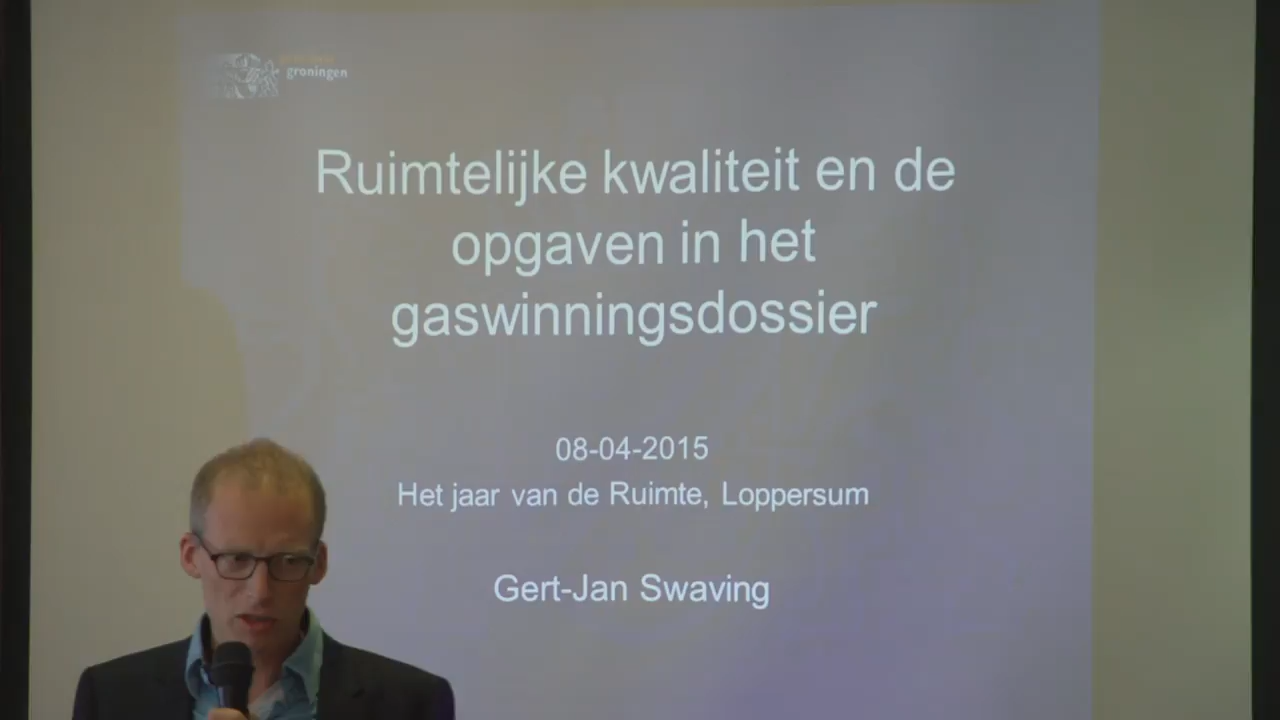 groningen
Ruimtelijke kwaliteit en de
opgaven in het
gaswinningsdossier
08-04-2015
Het jaar van de Ruimte, Loppersum
Gert-Jan Swaving